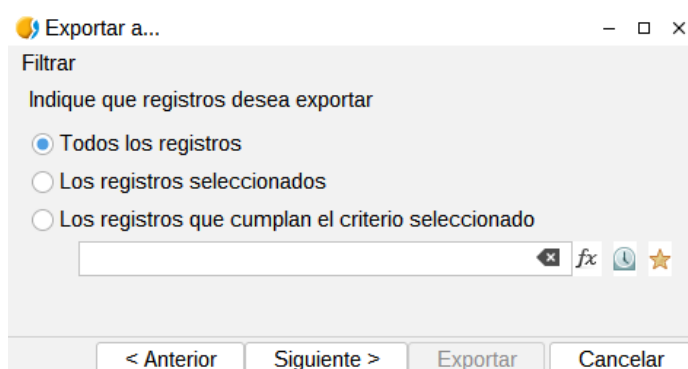 Exportar a...
Filtrar
Indique que registros desea exportar
Todos los registros
Los registros seleccionados
Los registros que cumplan el criterio seleccionado
fx
< Anterior Siguiente > Exportar Cancelar